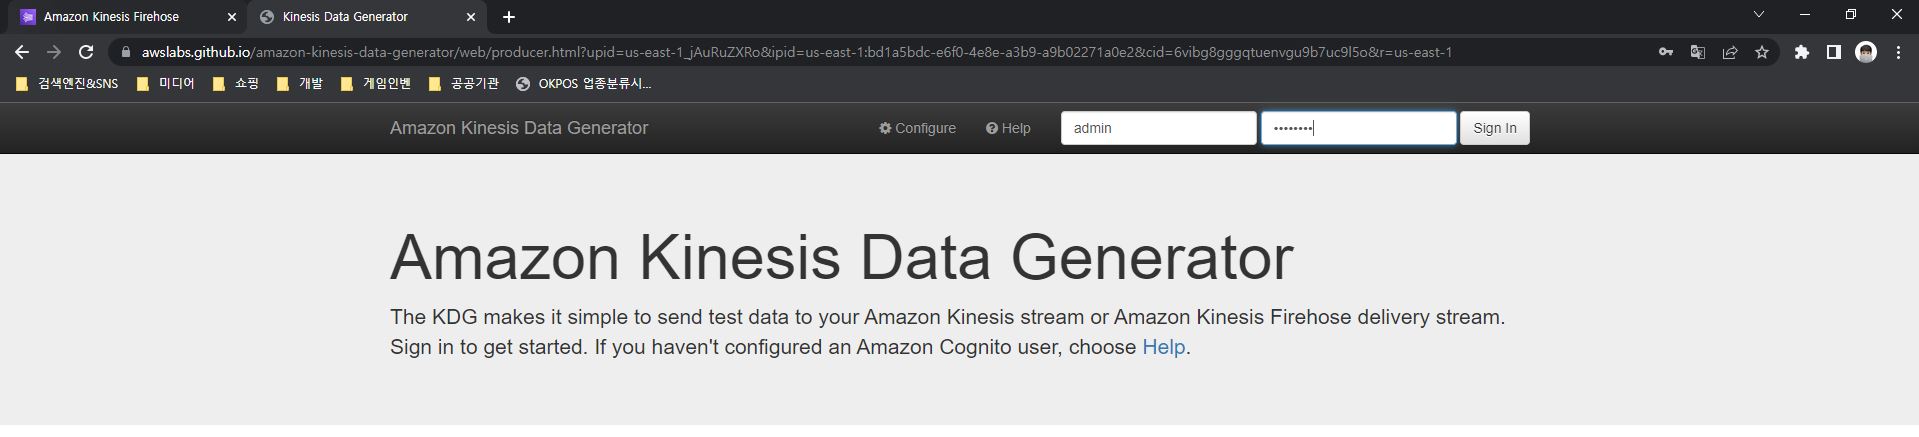 Amazon Kinesis Firehose
Kinesis Data Generator
awslabs.github.io/amazon-kinesis-data-generator/web/producer.html?upid=us-east-1_jAuRuZXRo&ipid=us-east-1:bd1a5bdc-e6f0-4e8e-a3b9-a9b02271a0e2&cid=6vibg8gggqtuenvgu9b7uc9l5o&r=us-east-1
검색엔진&SNS 미디어 쇼핑 개발 게임인벤 공공기관 OKPOS 업종분류시...
Amazon Kinesis Data Generator Configure Help admin •••••••• Sign In
Amazon Kinesis Data Generator
The KDG makes it simple to send test data to your Amazon Kinesis stream or Amazon Kinesis Firehose delivery stream.
Sign in to get started. If you haven't configured an Amazon Cognito user, choose Help.